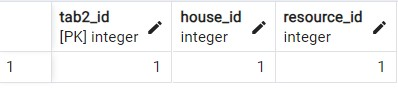 tab2_id house_id resource_id
[PK] integer integer integer
1 1 1 1